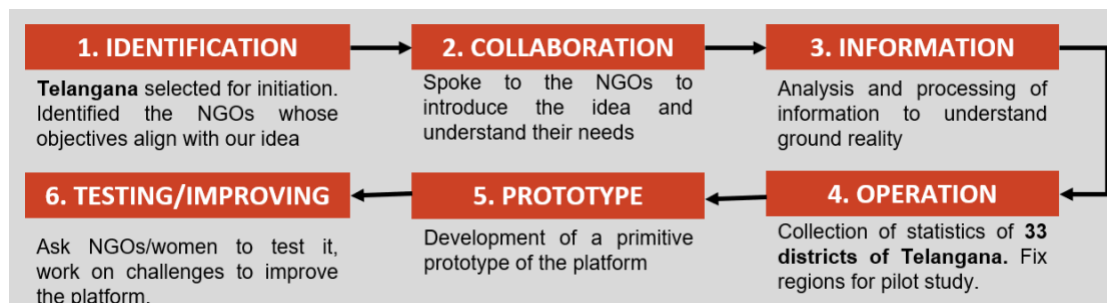 1. IDENTIFICATION
Telangana selected for initiation.
Identified the NGOs whose
objectives align with our idea
2. COLLABORATION
Spoke to the NGOs to
introduce the idea and
understand their needs
3. INFORMATION
Analysis and processing of
information to understand
ground reality
4. OPERATION
Collection of statistics of 33
districts of Telangana. Fix
regions for pilot study.
5. PROTOTYPE
Development of a primitive
prototype of the platform
6. TESTING/IMPROVING
Ask NGOs/women to test it,
work on challenges to improve
the platform.